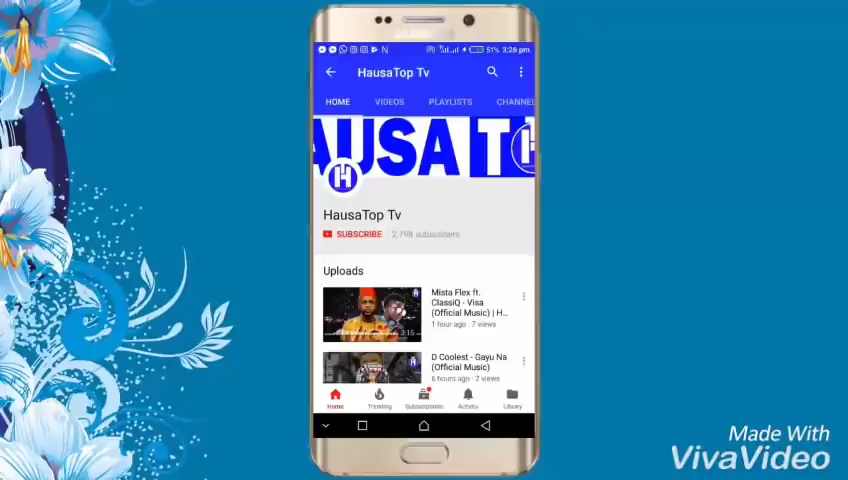 51% 3:26 pm
HausaTop Tv
HOME VIDEOS PLAYLISTS CHANNEL
AUSA T
H
HausaTop Tv
SUBSCRIBE 2,798 subscribers
Uploads
Mista Flex ft.
ClassiQ - Visa
(Official Music) | H...
1 hour ago · 7 views
3:15
D Coolest - Gayu Na
(Official Music)
6 hours ago · 2 views
Home Trending Subscriptions Activity Library
Made With
VivaVideo